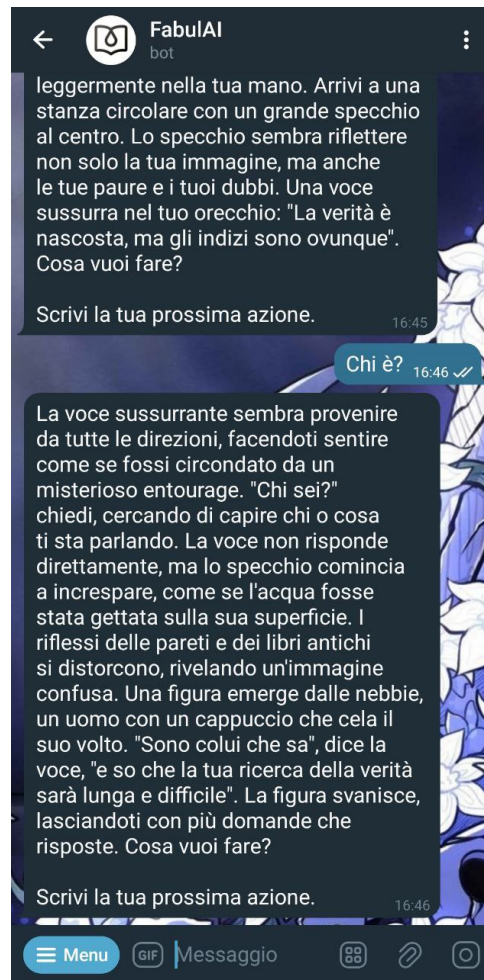 FabulAI
bot
leggermente nella tua mano. Arrivi a una
stanza circolare con un grande specchio
al centro. Lo specchio sembra riflettere
non solo la tua immagine, ma anche
le tue paure e i tuoi dubbi. Una voce
sussurra nel tuo orecchio: "La verità è
nascosta, ma gli indizi sono ovunque".
Cosa vuoi fare?
Scrivi la tua prossima azione.
16:45
Chi è? 16:46
La voce sussurrante sembra provenire
da tutte le direzioni, facendoti sentire
come se fossi circondato da un
misterioso entourage. "Chi sei?"
chiedi, cercando di capire chi o cosa
ti sta parlando. La voce non risponde
direttamente, ma lo specchio comincia
a increspare, come se l'acqua fosse
stata gettata sulla sua superficie. I
riflessi delle pareti e dei libri antichi
si distorcono, rivelando un'immagine
confusa. Una figura emerge dalle nebbie,
un uomo con un cappuccio che cela il
suo volto. "Sono colui che sa", dice la
voce, "e so che la tua ricerca della verità
sarà lunga e difficile". La figura svanisce,
lasciandoti con più domande che
risposte. Cosa vuoi fare?
Scrivi la tua prossima azione.
16:46
Menu GIF Messaggio